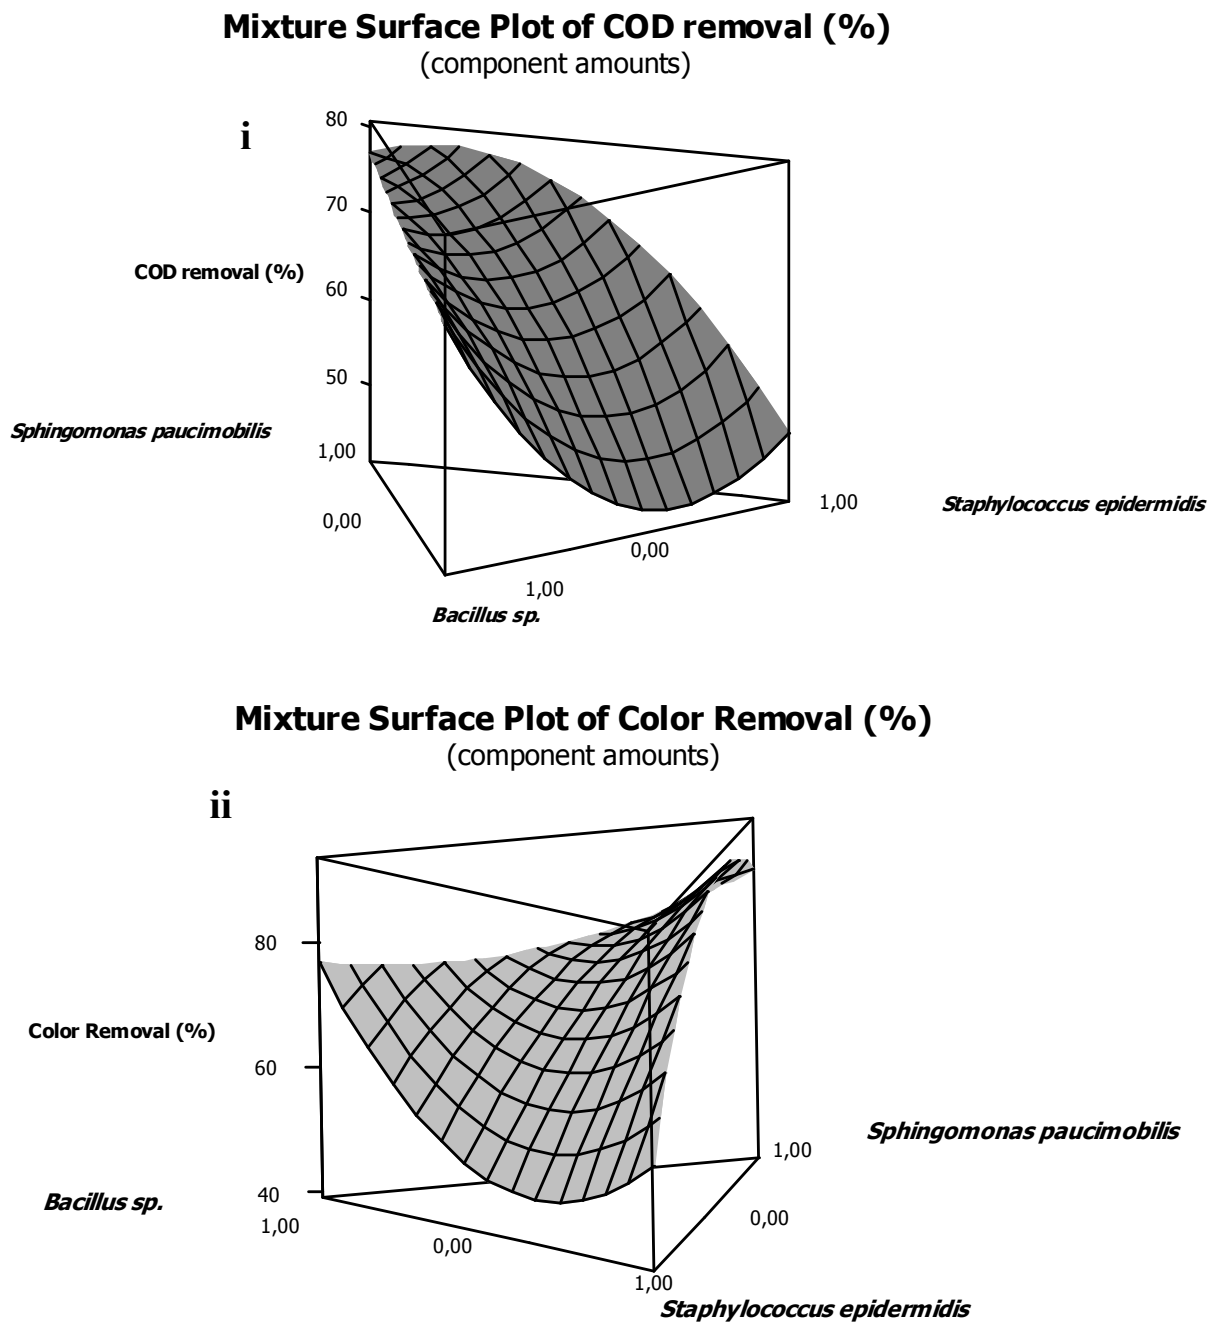 Mixture Surface Plot of COD removal (%)
(component amounts)
i
80
70
COD removal (%)
60
50
Sphingomonas paucimobilis
1,00
0,00
1,00
Staphylococcus epidermidis
0,00
1,00
Bacillus sp.
Mixture Surface Plot of Color Removal (%)
(component amounts)
ii
80
Color Removal (%)
60
Sphingomonas paucimobilis
1,00
40
Bacillus sp.
1,00
0,00
0,00
1,00
Staphylococcus epidermidis